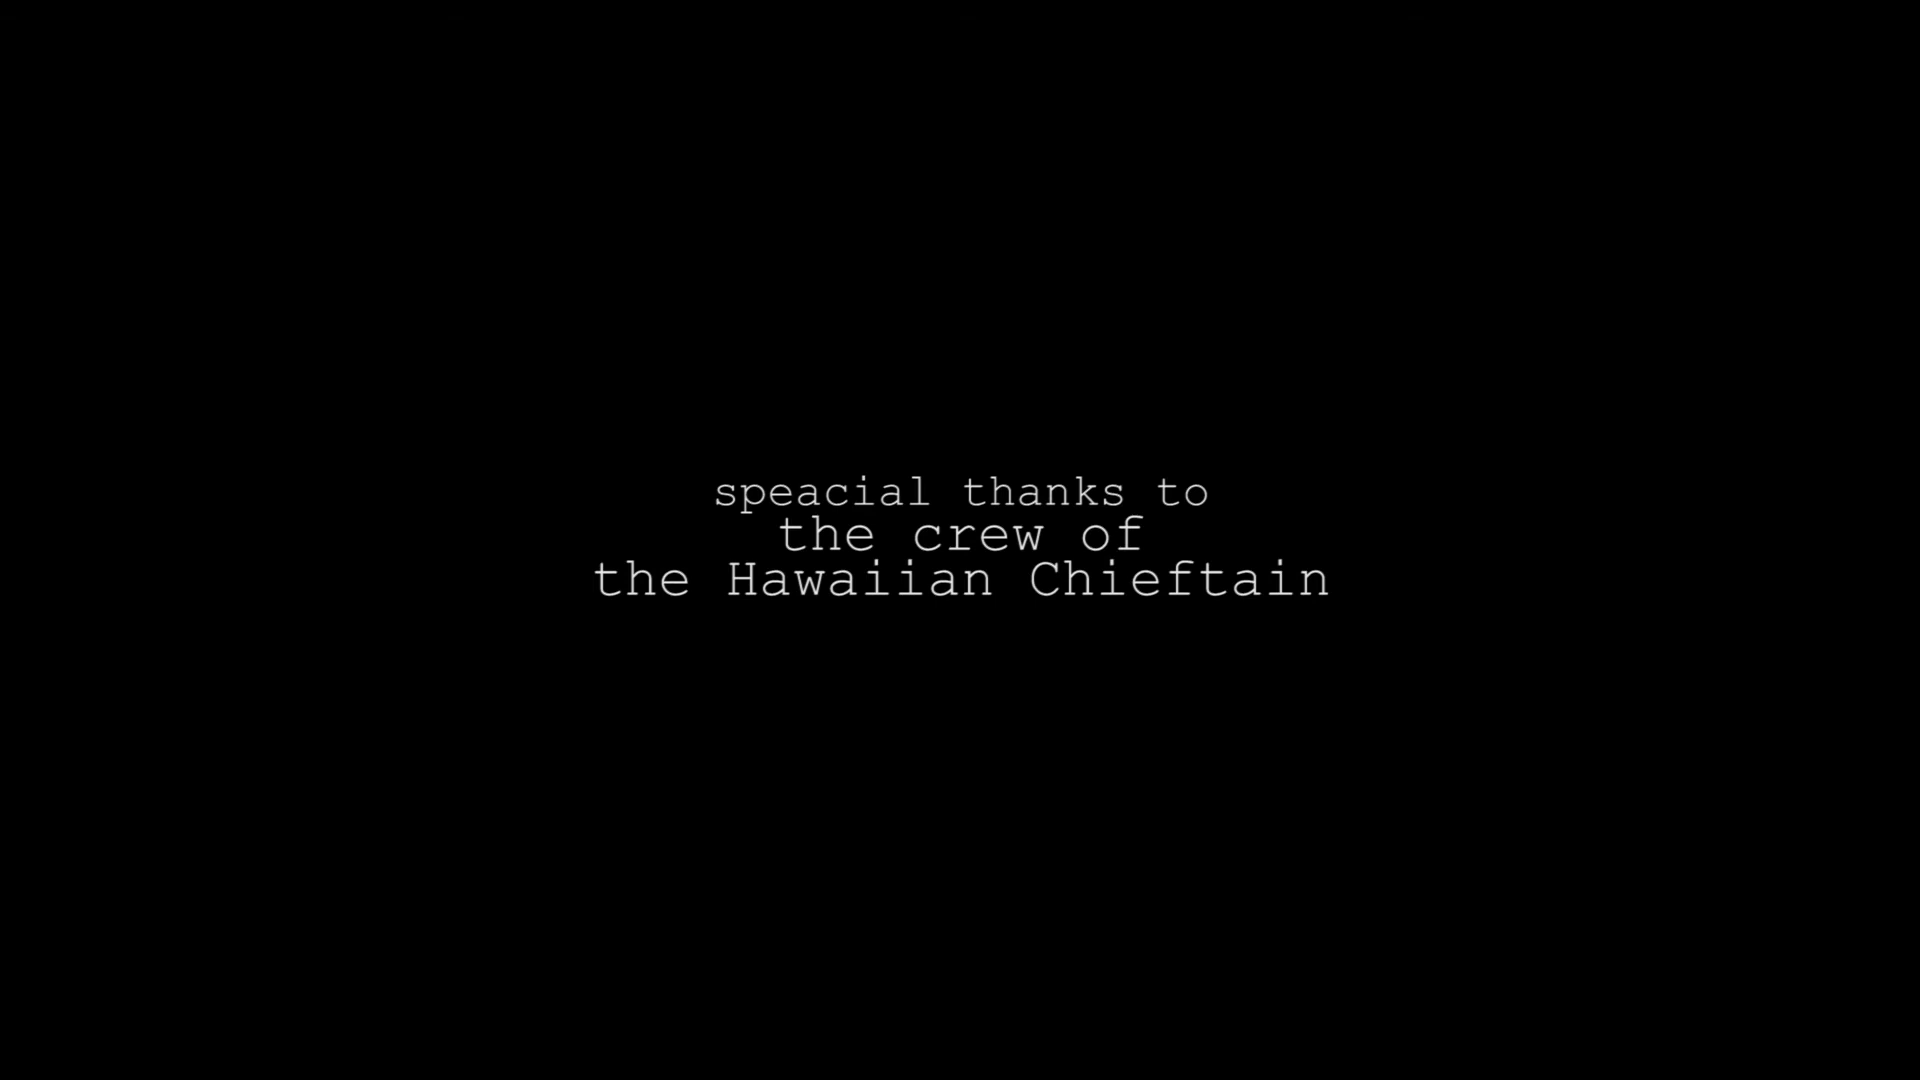 speacial thanks to
the crew of
the Hawaiian Chieftain